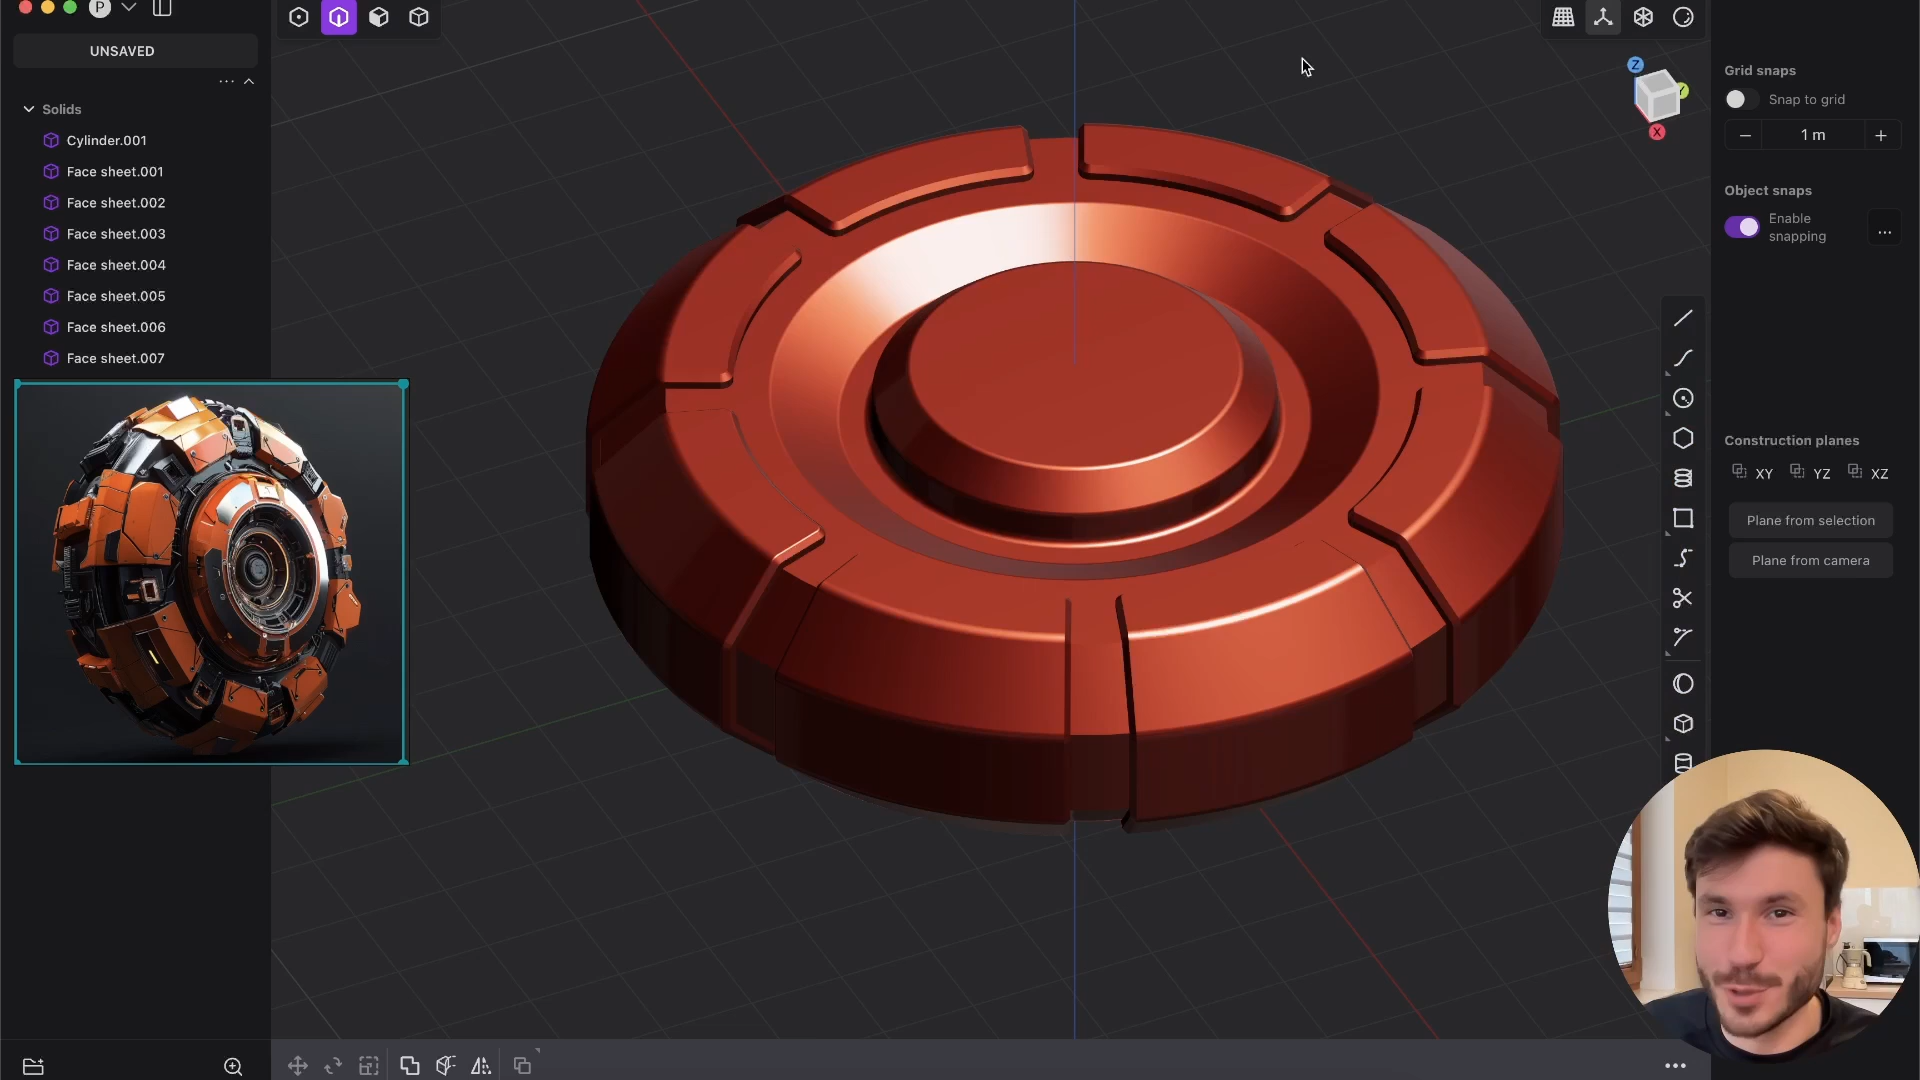 P
UNSAVED
Solids
Cylinder.001
Face sheet.001
Face sheet.002
Face sheet.003
Face sheet.004
Face sheet.005
Face sheet.006
Face sheet.007
Z
Y
X
Grid snaps
Snap to grid
− 1 m +
Object snaps
Enable
snapping
...
Construction planes
XY YZ XZ
Plane from selection
Plane from camera